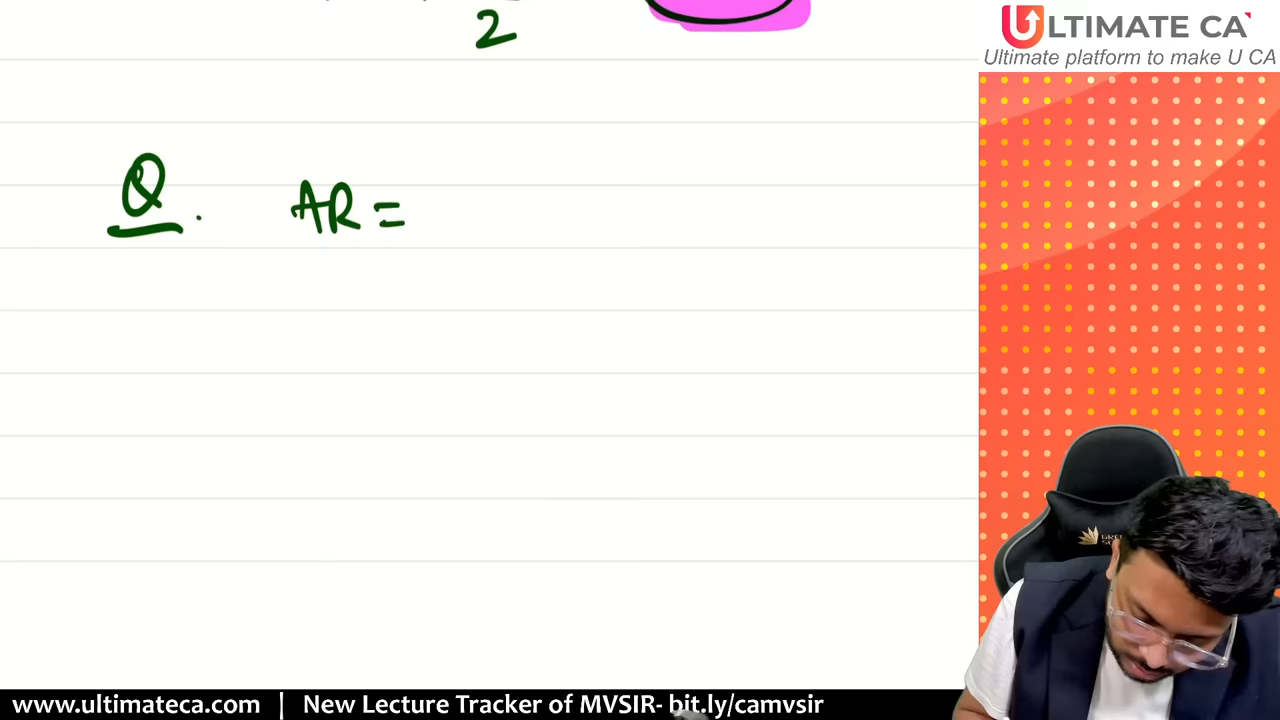 2
ULTIMATE CA
Ultimate platform to make U CA
Q. AR =
www.ultimateca.com | New Lecture Tracker of MVSIR- bit.ly/camvsir